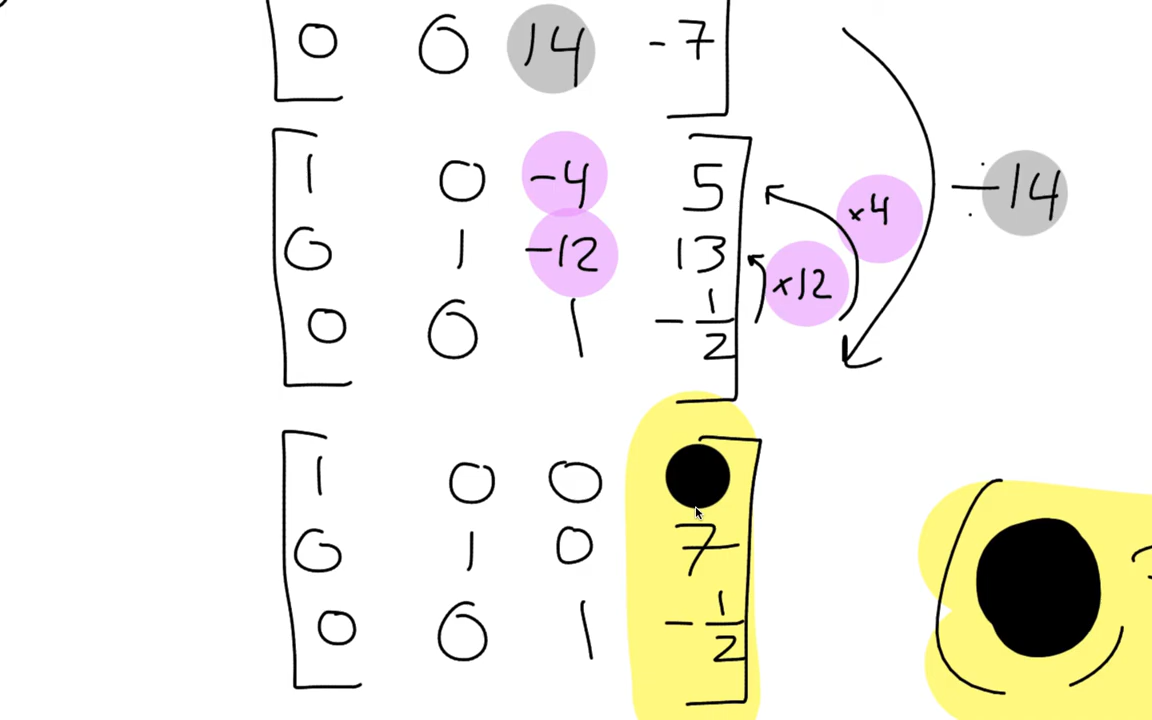 0 0 14 -7
1 0 -4 5
0 1 -12 13
0 0 1 -1/2
×12
×4
÷14
1 0 0
0 1 0 7
0 0 1 -1/2